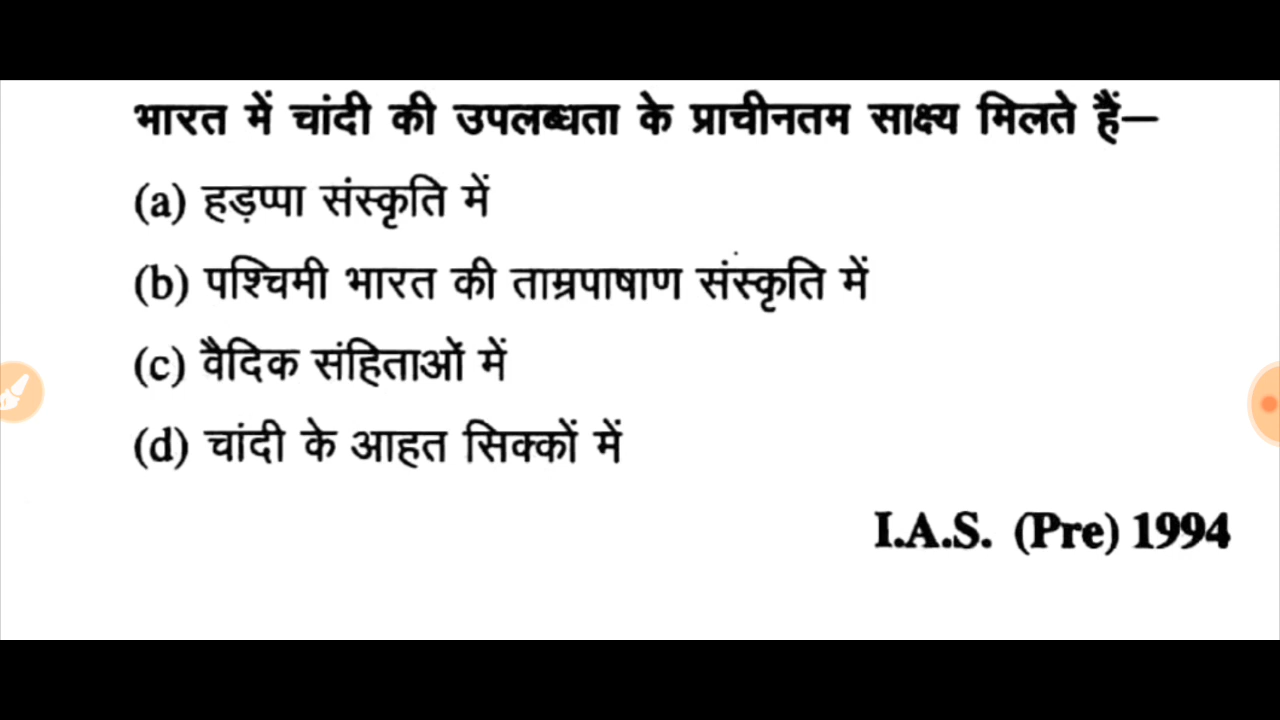 भारत में चांदी की उपलब्धता के प्राचीनतम साक्ष्य मिलते हैं—
(a) हड़प्पा संस्कृति में
(b) पश्चिमी भारत की ताम्रपाषाण संस्कृति में
(c) वैदिक संहिताओं में
(d) चांदी के आहत सिक्कों में
I.A.S. (Pre) 1994